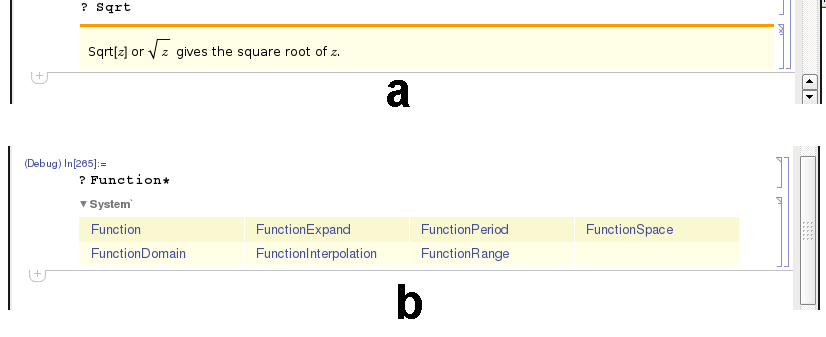 ? Sqrt
Sqrt[z] or √z gives the square root of z.
a
(Debug) In[265]:=
? Function*
▼ System`
Function FunctionExpand FunctionPeriod FunctionSpace
FunctionDomain FunctionInterpolation FunctionRange
b